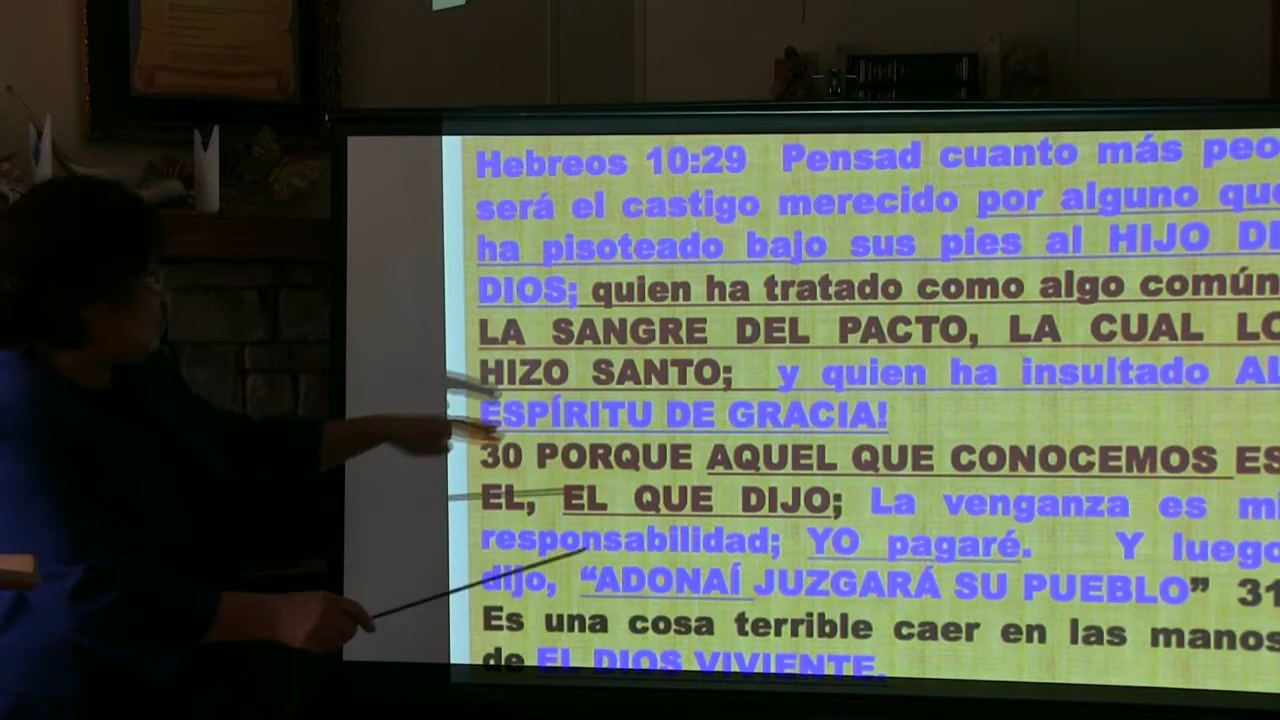 Hebreos 10:29 Pensad cuanto más peo
será el castigo merecido por alguno que
ha pisoteado bajo sus pies al HIJO DE
DIOS; quien ha tratado como algo común
LA SANGRE DEL PACTO, LA CUAL LO
HIZO SANTO; y quien ha insultado AL
ESPÍRITU DE GRACIA!
30 PORQUE AQUEL QUE CONOCEMOS ES
EL, EL QUE DIJO; La venganza es mi
responsabilidad; YO pagaré. Y luego
dijo, “ADONAÍ JUZGARÁ SU PUEBLO” 31
Es una cosa terrible caer en las manos
de EL DIOS VIVIENTE.